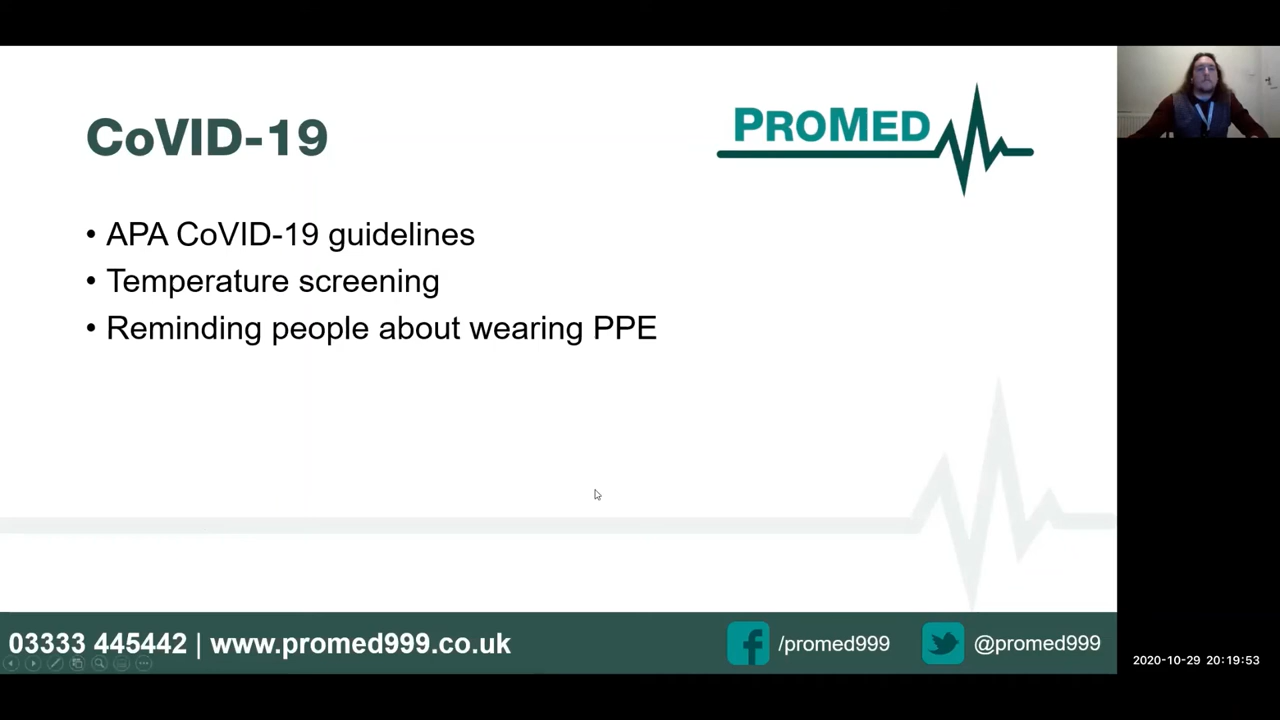 CoVID-19
PROMED
• APA CoVID-19 guidelines
• Temperature screening
• Reminding people about wearing PPE
03333 445442 | www.promed999.co.uk
/promed999
@promed999
2020-10-29 20:19:53